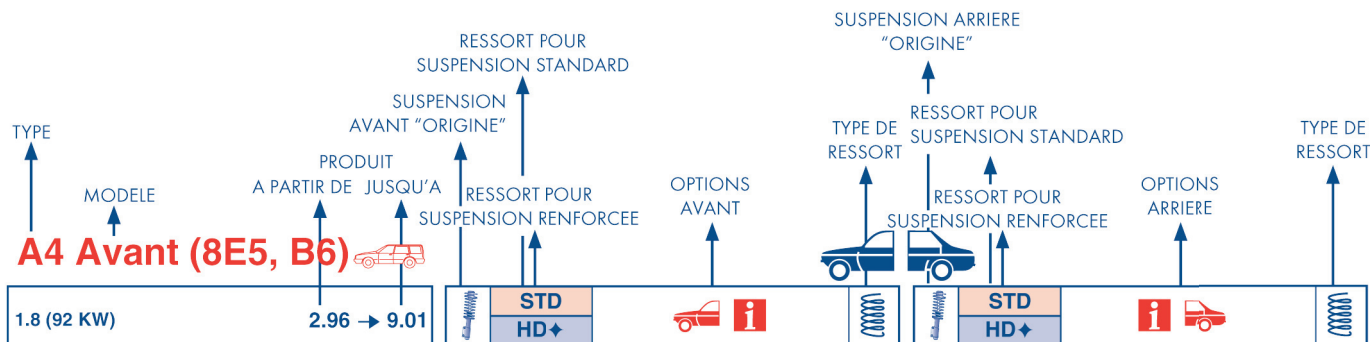 SUSPENSION ARRIERE
“ORIGINE”
RESSORT POUR
SUSPENSION STANDARD
SUSPENSION
AVANT “ORIGINE”
RESSORT POUR
SUSPENSION STANDARD
TYPE
TYPE DE
RESSORT
TYPE DE
RESSORT
PRODUIT
A PARTIR DE JUSQU’A
MODELE
RESSORT POUR
SUSPENSION RENFORCEE
OPTIONS
AVANT
RESSORT POUR
SUSPENSION RENFORCEE
OPTIONS
ARRIERE
A4 Avant (8E5, B6)
1.8 (92 KW) 2.96 → 9.01
STD
HD✦
i
STD
HD✦
i